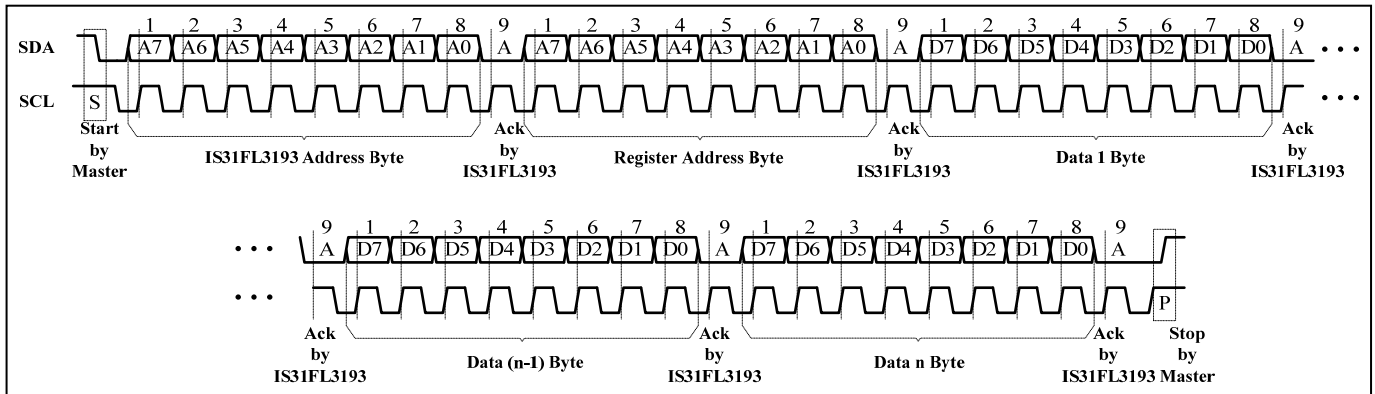 1 2 3 4 5 6 7 8 9 1 2 3 4 5 6 7 8 9 1 2 3 4 5 6 7 8 9
SDA A7 A6 A5 A4 A3 A2 A1 A0 A A7 A6 A5 A4 A3 A2 A1 A0 A D7 D6 D5 D4 D3 D2 D1 D0 A • • •
SCL S • • •
Start by Master
IS31FL3193 Address Byte
Ack by IS31FL3193
Register Address Byte
Ack by IS31FL3193
Data 1 Byte
Ack by IS31FL3193
9 1 2 3 4 5 6 7 8 9 1 2 3 4 5 6 7 8 9
• • • A D7 D6 D5 D4 D3 D2 D1 D0 A D7 D6 D5 D4 D3 D2 D1 D0 A
• • • P
Ack by IS31FL3193
Data (n-1) Byte
Ack by IS31FL3193
Data n Byte
Ack by IS31FL3193
Stop by Master